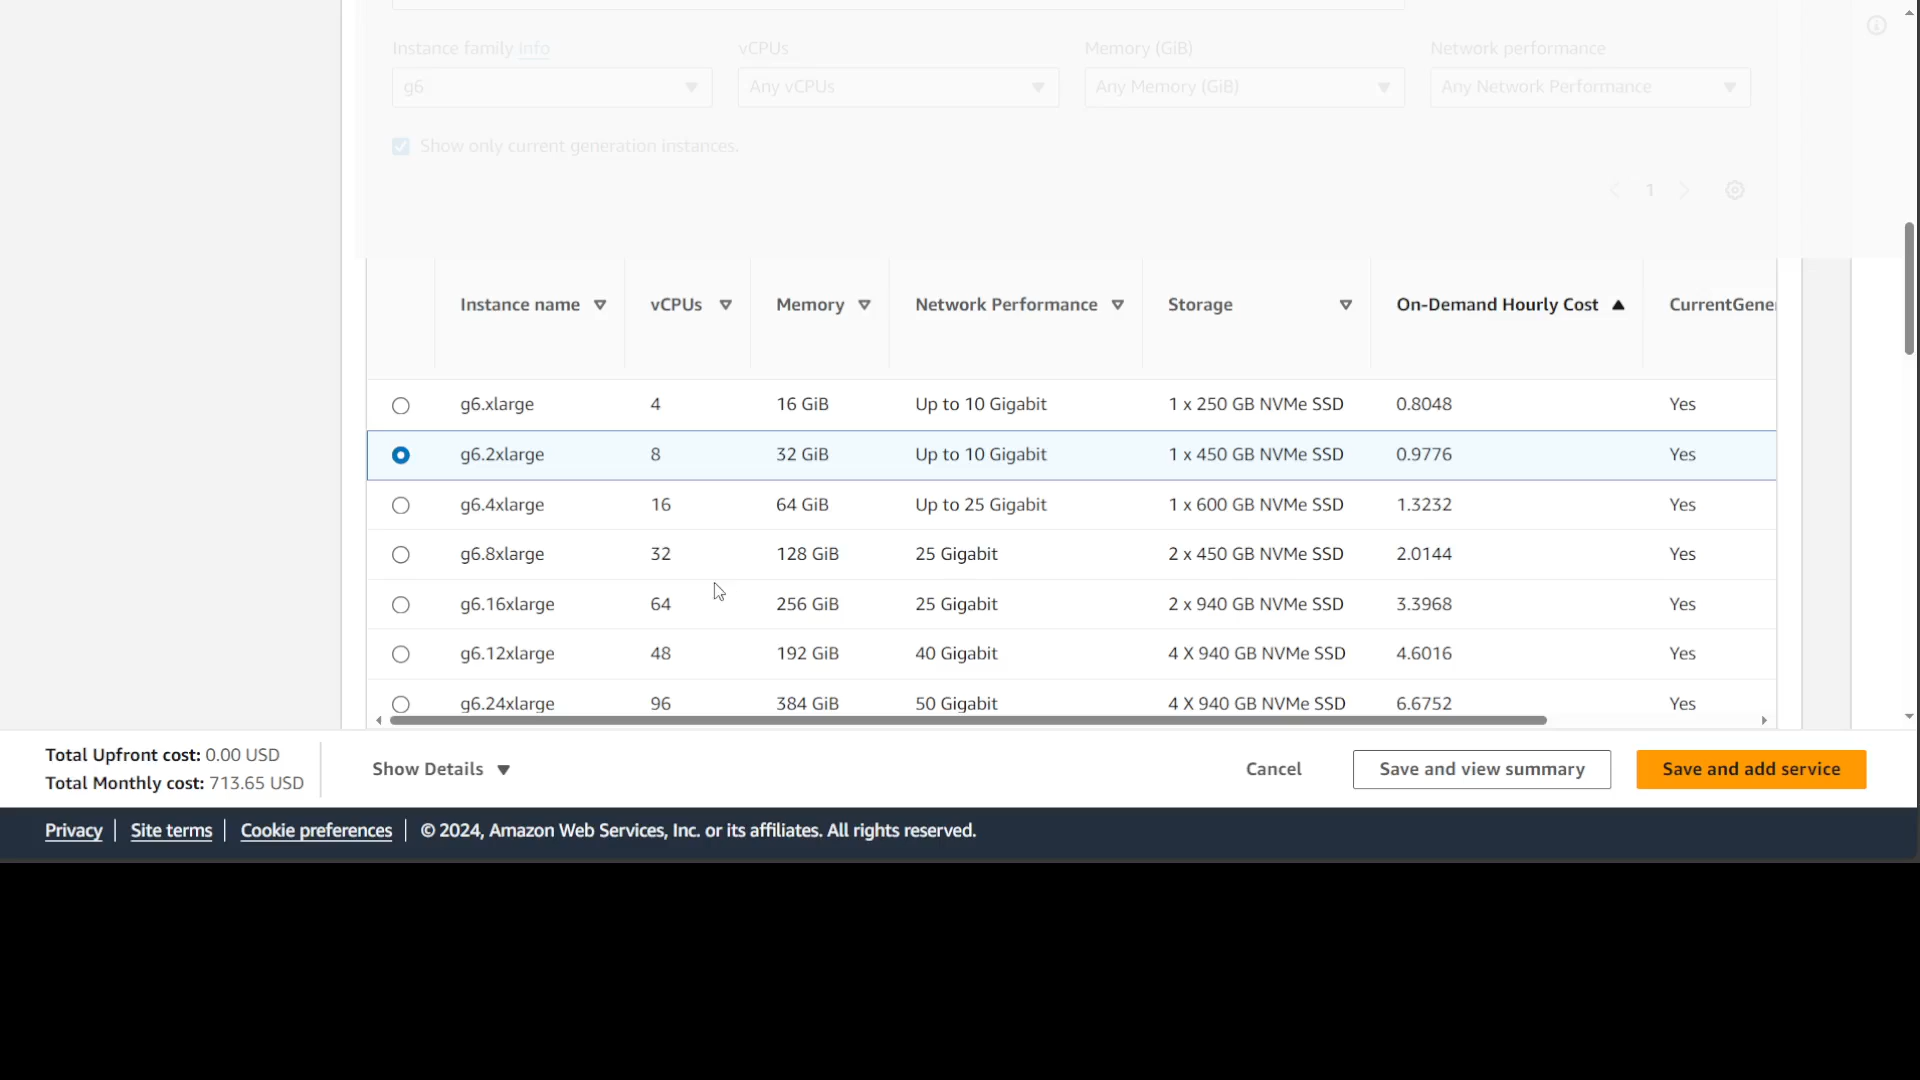 Instance family Info vCPUs Memory (GiB) Network performance
g6 Any vCPUs Any Memory (GiB) Any Network Performance
Show only current generation instances.
1
Instance name vCPUs Memory Network Performance Storage On-Demand Hourly Cost CurrentGene
g6.xlarge 4 16 GiB Up to 10 Gigabit 1 x 250 GB NVMe SSD 0.8048 Yes
g6.2xlarge 8 32 GiB Up to 10 Gigabit 1 x 450 GB NVMe SSD 0.9776 Yes
g6.4xlarge 16 64 GiB Up to 25 Gigabit 1 x 600 GB NVMe SSD 1.3232 Yes
g6.8xlarge 32 128 GiB 25 Gigabit 2 x 450 GB NVMe SSD 2.0144 Yes
g6.16xlarge 64 256 GiB 25 Gigabit 2 x 940 GB NVMe SSD 3.3968 Yes
g6.12xlarge 48 192 GiB 40 Gigabit 4 X 940 GB NVMe SSD 4.6016 Yes
g6.24xlarge 96 384 GiB 50 Gigabit 4 X 940 GB NVMe SSD 6.6752 Yes
Total Upfront cost: 0.00 USD
Total Monthly cost: 713.65 USD
Show Details Cancel Save and view summary Save and add service
Privacy Site terms Cookie preferences © 2024, Amazon Web Services, Inc. or its affiliates. All rights reserved.